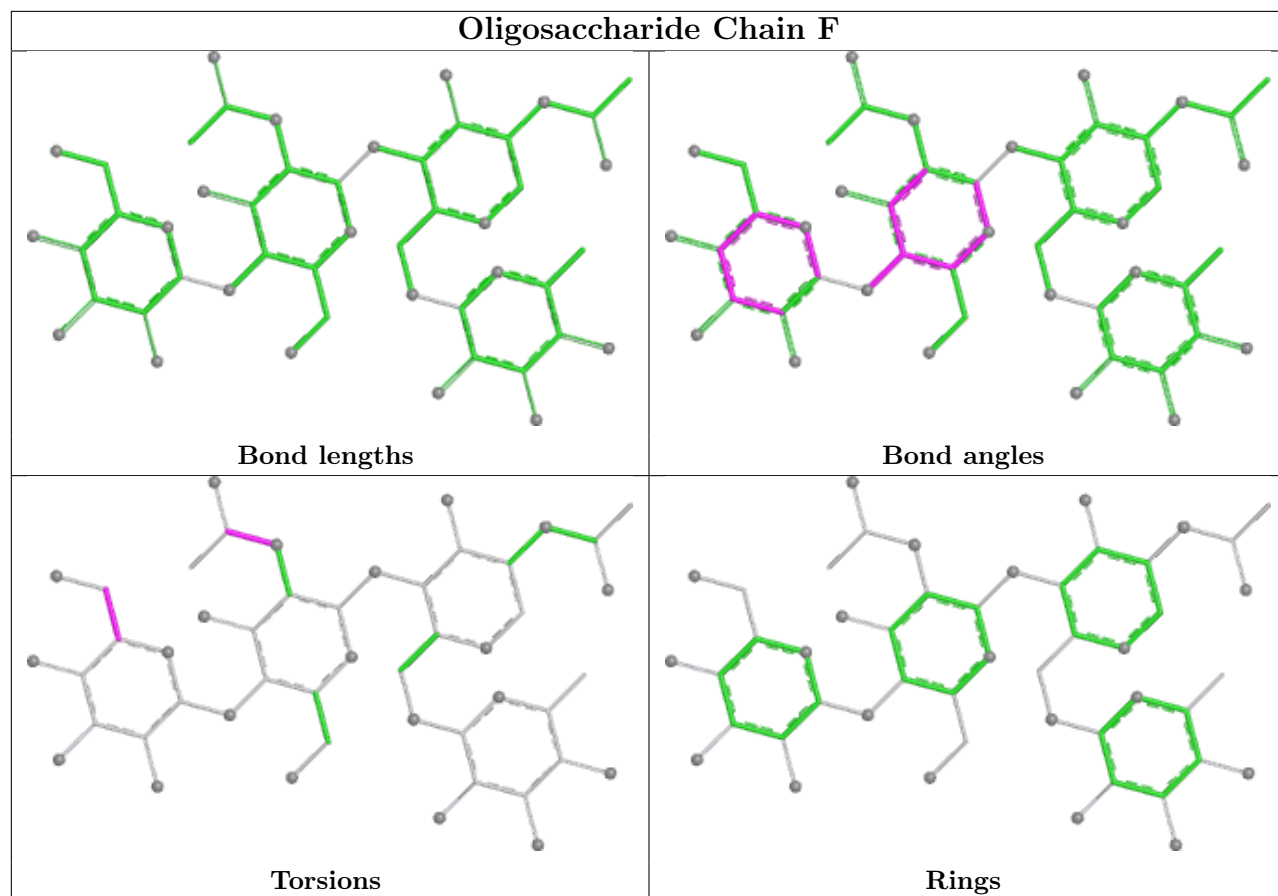 Oligosaccharide Chain F
Bond lengths
Bond angles
Torsions
Rings